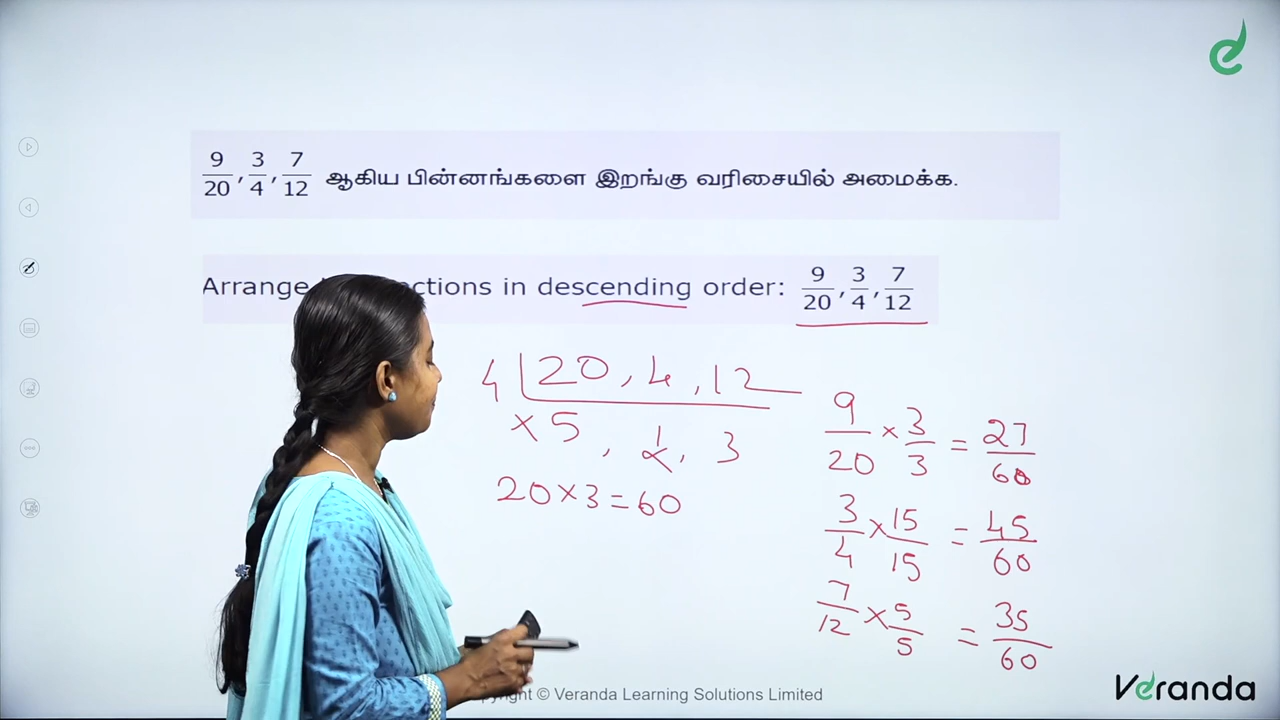 9/20, 3/4, 7/12 ஆகிய பின்னங்களை இறங்கு வரிசையில் அமைக்க.
Arrange ctions in descending order: 9/20, 3/4, 7/12
4 | 20, 4, 12
× 5, 1, 3
20 × 3 = 60
9/20 × 3/3 = 27/60
3/4 × 15/15 = 45/60
7/12 × 5/5 = 35/60
pyright © Veranda Learning Solutions Limited
Veranda